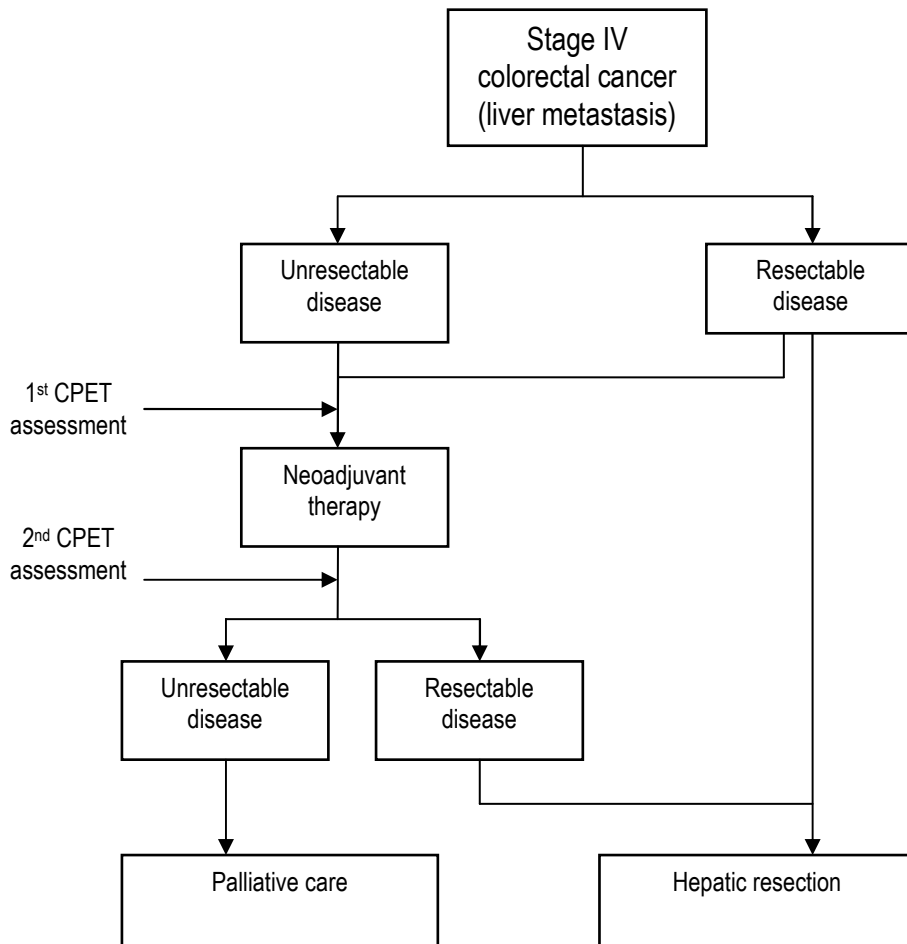 Stage IV
colorectal cancer
(liver metastasis)
Unresectable
disease
Resectable
disease
1st CPET
assessment
Neoadjuvant
therapy
2nd CPET
assessment
Unresectable
disease
Resectable
disease
Palliative care
Hepatic resection